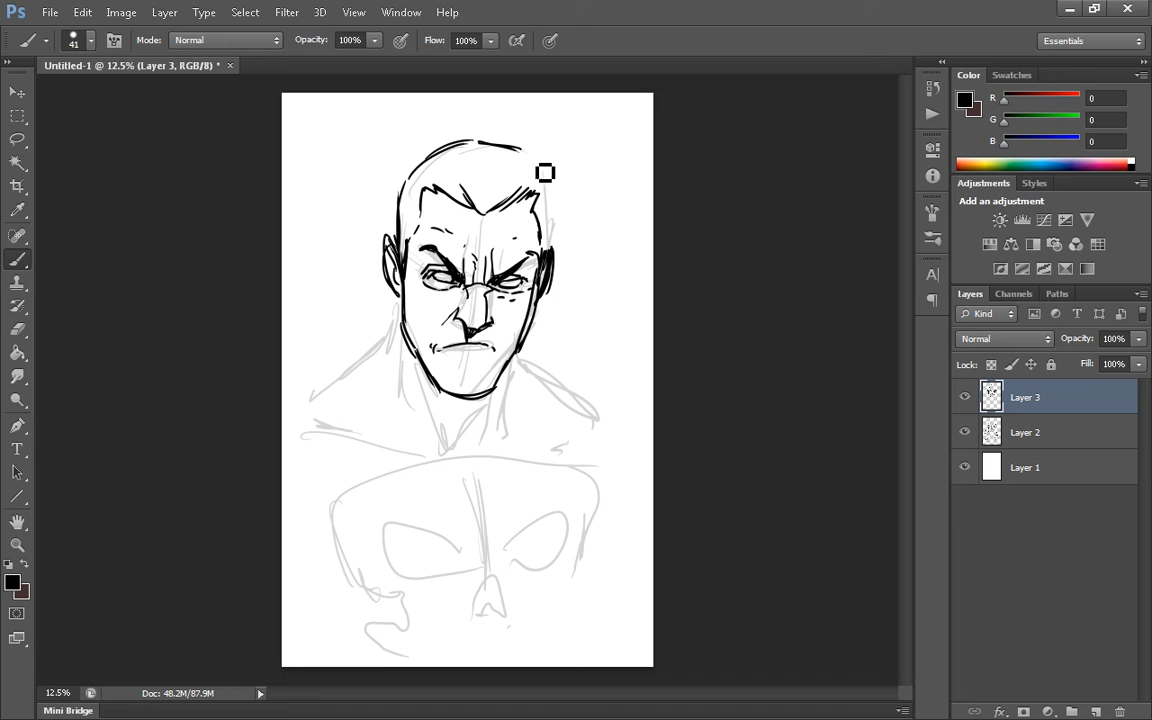 Ps File Edit Image Layer Type Select Filter 3D View Window Help
41 Mode: Normal Opacity: 100% Flow: 100% Essentials
Untitled-1 @ 12.5% (Layer 3, RGB/8) * ×
Color Swatches
R 0
G 0
B 0
Adjustments Styles
Add an adjustment
Layers Channels Paths
Kind
Normal Opacity: 100%
Lock: Fill: 100%
Layer 3
Layer 2
Layer 1
12.5% Doc: 48.2M/87.9M
Mini Bridge